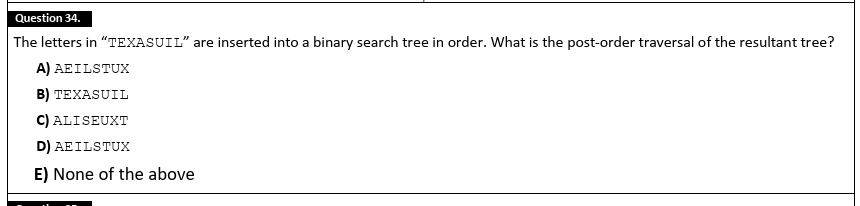 Question 34.
The letters in “TEXASUIL” are inserted into a binary search tree in order. What is the post-order traversal of the resultant tree?
A) AEILSTUX
B) TEXASUIL
C) ALISEUXT
D) AEILSTUX
E) None of the above